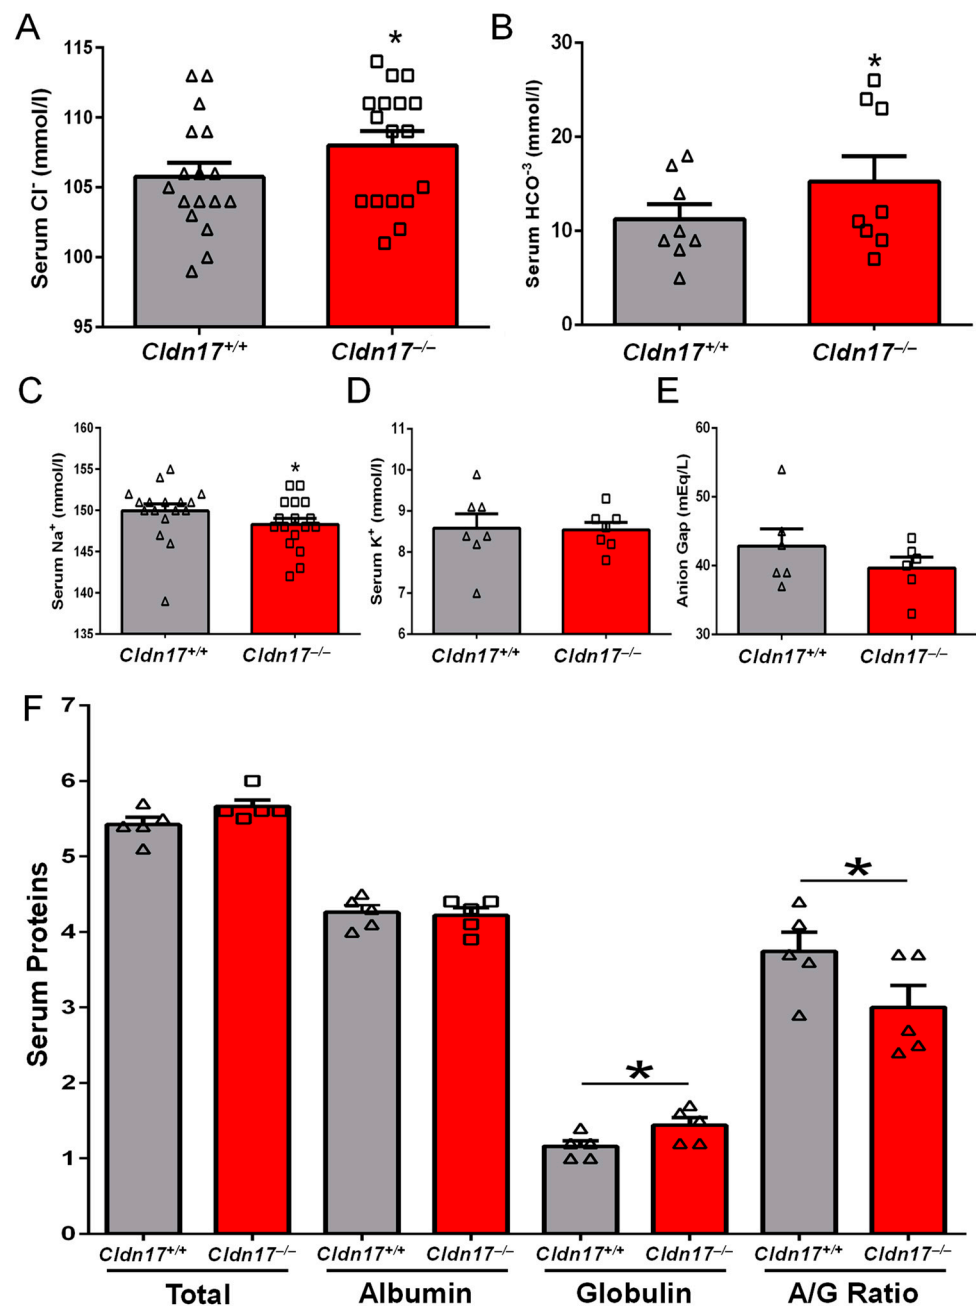 A
Serum Cl⁻ (mmol/l)
115
110
105
100
95
*
Cldn17⁺/⁺
Cldn17⁻/⁻
B
Serum HCO⁻³ (mmol/l)
30
20
10
0
*
Cldn17⁺/⁺
Cldn17⁻/⁻
C
Serum Na⁺ (mmol/l)
160
155
150
145
140
135
*
Cldn17⁺/⁺
Cldn17⁻/⁻
D
Serum K⁺ (mmol/l)
11
10
9
8
7
6
Cldn17⁺/⁺
Cldn17⁻/⁻
E
Anion Gap (mEq/L)
60
50
40
30
Cldn17⁺/⁺
Cldn17⁻/⁻
F
Serum Proteins
7
6
5
4
3
2
1
0
*
*
Cldn17⁺/⁺ Cldn17⁻/⁻ Cldn17⁺/⁺ Cldn17⁻/⁻ Cldn17⁺/⁺ Cldn17⁻/⁻ Cldn17⁺/⁺ Cldn17⁻/⁻
Total Albumin Globulin A/G Ratio